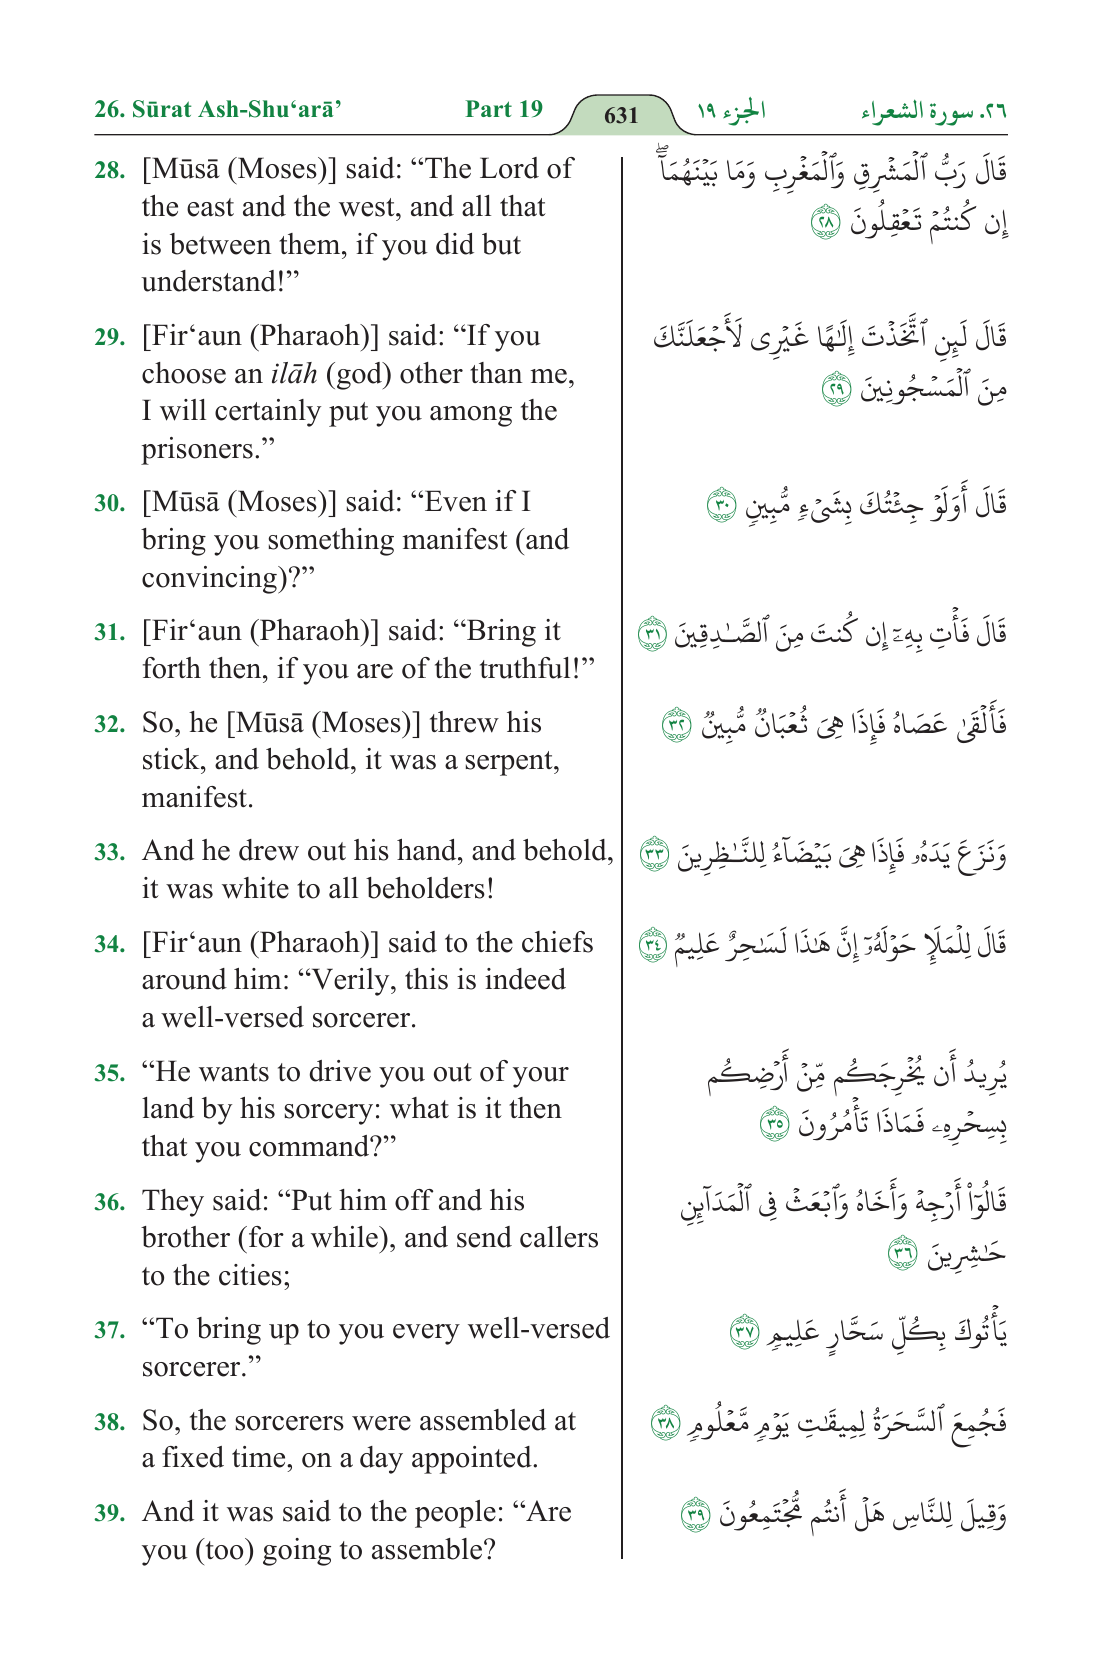 26. Sūrat Ash-Shu‘arā’ Part 19 631 الجزء ١٩ ٢٦. سورة الشعراء
28. [Mūsā (Moses)] said: “The Lord of
the east and the west, and all that
is between them, if you did but
understand!”
قَالَ رَبُّ ٱلۡمَشۡرِقِ وَٱلۡمَغۡرِبِ وَمَا بَيۡنَهُمَآۖ
إِن كُنتُمۡ تَعۡقِلُونَ ٢٨
29. [Fir‘aun (Pharaoh)] said: “If you
choose an ilāh (god) other than me,
I will certainly put you among the
prisoners.”
قَالَ لَئِنِ ٱتَّخَذۡتَ إِلَٰهًا غَيۡرِى لَأَجۡعَلَنَّكَ
مِنَ ٱلۡمَسۡجُونِينَ ٢٩
30. [Mūsā (Moses)] said: “Even if I
bring you something manifest (and
convincing)?”
قَالَ أَوَلَوۡ جِئۡتُكَ بِشَىۡءٖ مُّبِينٖ ٣٠
31. [Fir‘aun (Pharaoh)] said: “Bring it
forth then, if you are of the truthful!”
قَالَ فَأۡتِ بِهِۦٓ إِن كُنتَ مِنَ ٱلصَّـٰدِقِينَ ٣١
32. So, he [Mūsā (Moses)] threw his
stick, and behold, it was a serpent,
manifest.
فَأَلۡقَىٰ عَصَاهُ فَإِذَا هِىَ ثُعۡبَانٞ مُّبِينٞ ٣٢
33. And he drew out his hand, and behold,
it was white to all beholders!
وَنَزَعَ يَدَهُۥ فَإِذَا هِىَ بَيۡضَآءُ لِلنَّـٰظِرِينَ ٣٣
34. [Fir‘aun (Pharaoh)] said to the chiefs
around him: “Verily, this is indeed
a well-versed sorcerer.
قَالَ لِلۡمَلَإِ حَوۡلَهُۥٓ إِنَّ هَٰذَا لَسَٰحِرٌ عَلِيمٞ ٣٤
35. “He wants to drive you out of your
land by his sorcery: what is it then
that you command?”
يُرِيدُ أَن يُخۡرِجَكُم مِّنۡ أَرۡضِكُم
بِسِحۡرِهِۦ فَمَاذَا تَأۡمُرُونَ ٣٥
36. They said: “Put him off and his
brother (for a while), and send callers
to the cities;
قَالُوٓاْ أَرۡجِهۡ وَأَخَاهُ وَٱبۡعَثۡ فِى ٱلۡمَدَآئِنِ
حَٰشِرِينَ ٣٦
37. “To bring up to you every well-versed
sorcerer.”
يَأۡتُوكَ بِكُلِّ سَحَّارٍ عَلِيمٖ ٣٧
38. So, the sorcerers were assembled at
a fixed time, on a day appointed.
فَجُمِعَ ٱلسَّحَرَةُ لِمِيقَٰتِ يَوۡمٖ مَّعۡلُومٖ ٣٨
39. And it was said to the people: “Are
you (too) going to assemble?
وَقِيلَ لِلنَّاسِ هَلۡ أَنتُم مُّجۡتَمِعُونَ ٣٩